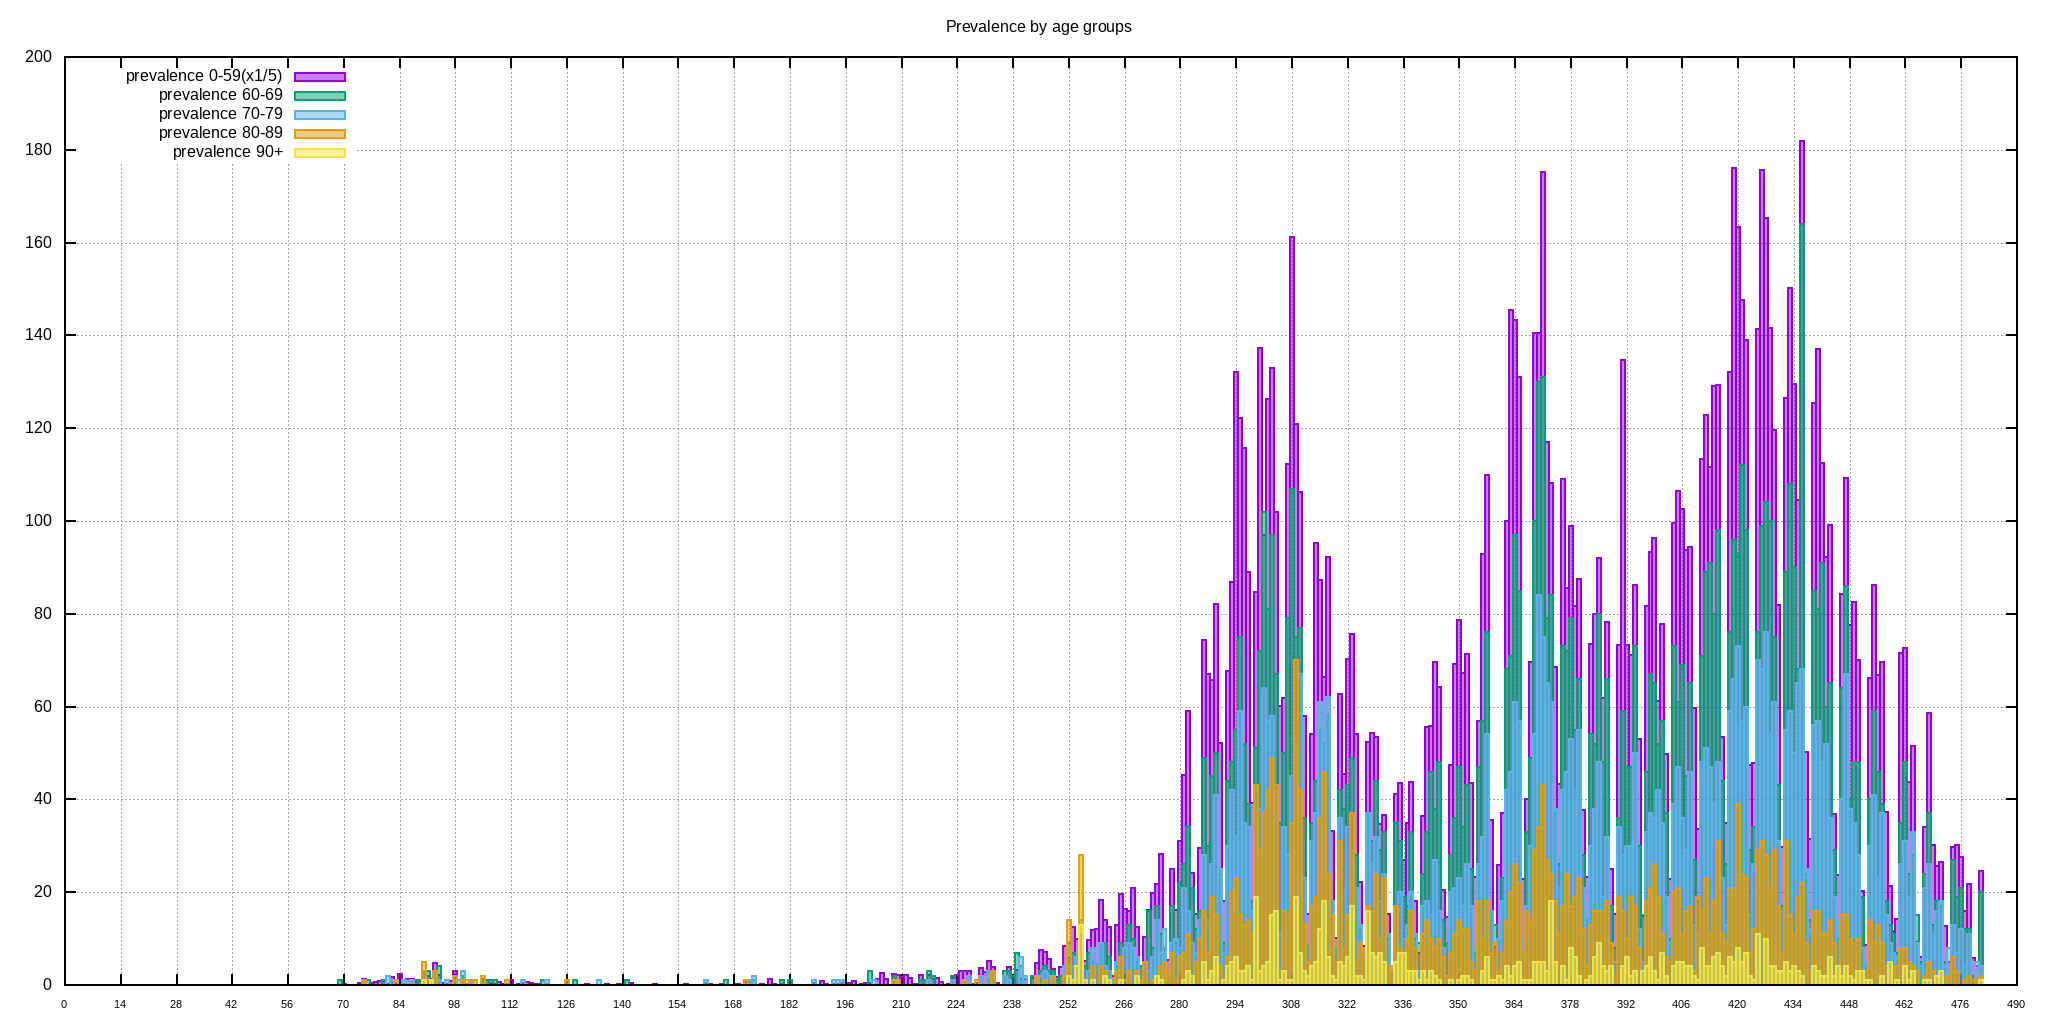 Prevalence by age groups
200
180
160
140
120
100
80
60
40
20
0
prevalence 0-59(x1/5)
prevalence 60-69
prevalence 70-79
prevalence 80-89
prevalence 90+
0 14 28 42 56 70 84 98 112 126 140 154 168 182 196 210 224 238 252 266 280 294 308 322 336 350 364 378 392 406 420 434 448 462 476 490